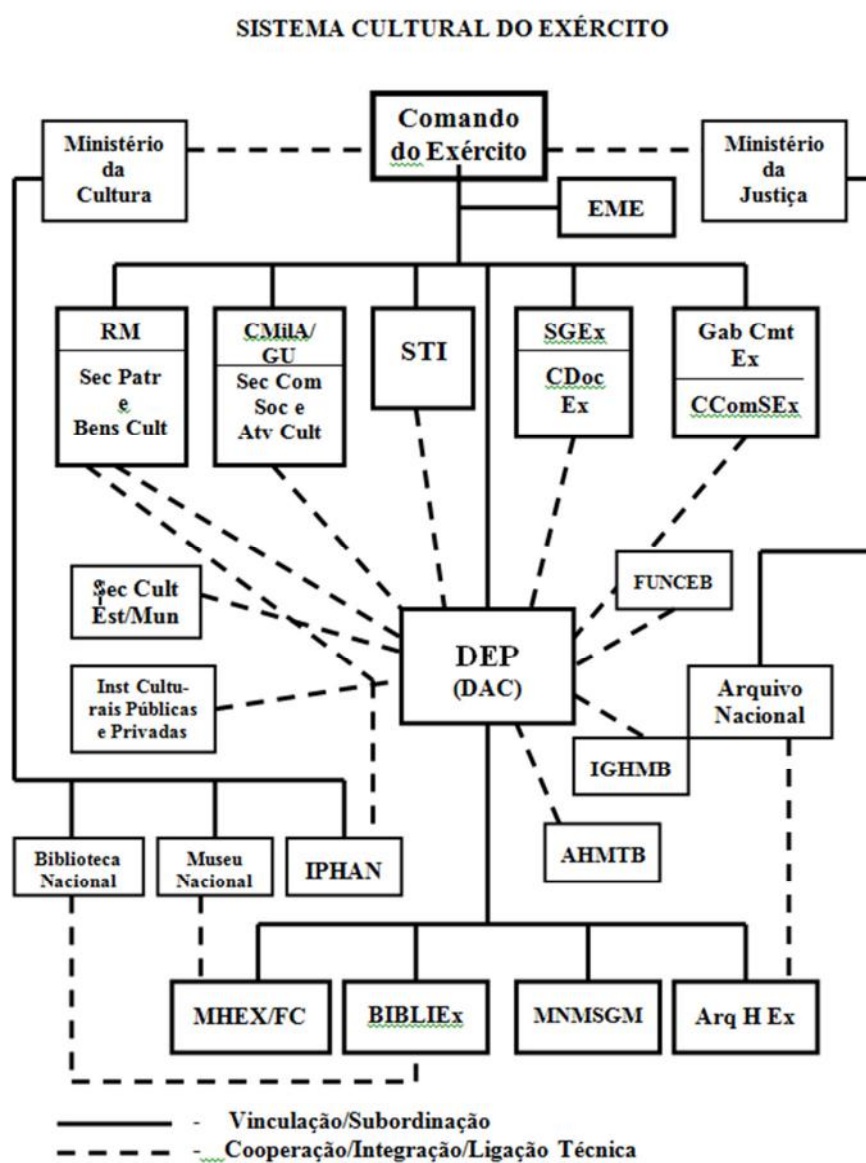 SISTEMA CULTURAL DO EXÉRCITO
Comando
do Exército
Ministério
da
Cultura
Ministério
da
Justiça
EME
RM
Sec Patr
e
Bens Cult
CMilA/
GU
Sec Com
Soc e
Atv Cult
STI
SGEx
CDoc
Ex
Gab Cmt
Ex
CComSEx
Sec Cult
Est/Mun
FUNCEB
DEP
(DAC)
Inst Cultu-
rais Públicas
e Privadas
Arquivo
Nacional
IGHMB
AHMTB
Biblioteca
Nacional
Museu
Nacional
IPHAN
MHEX/FC
BIBLIEx
MNMSGM
Arq H Ex
- Vinculação/Subordinação
- Cooperação/Integração/Ligação Técnica